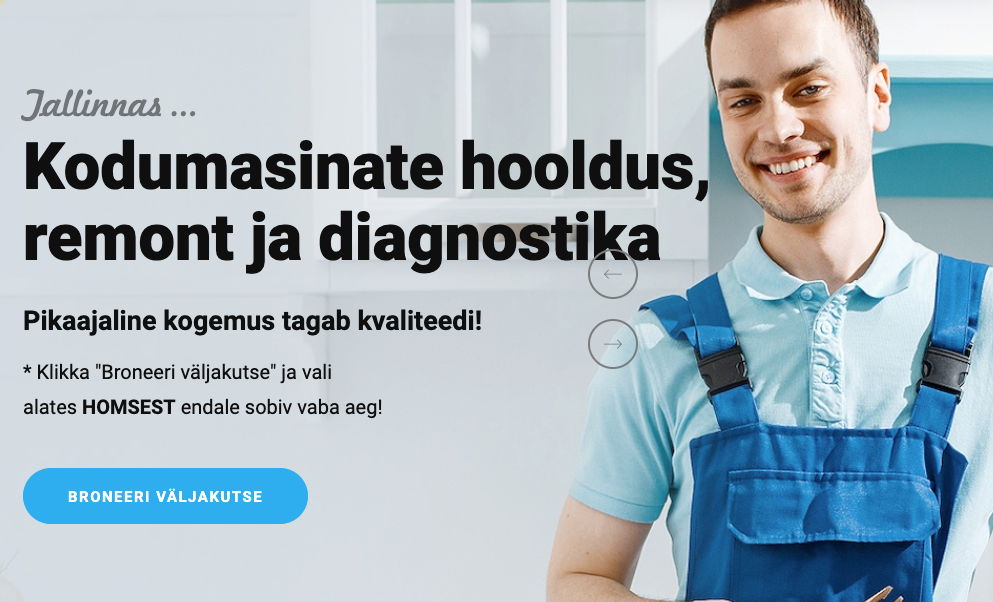 Tallinnas ...
Kodumasinate hooldus,
remont ja diagnostika
Pikaajaline kogemus tagab kvaliteedi!
* Klikka "Broneeri väljakutse" ja vali
alates HOMSEST endale sobiv vaba aeg!
BRONEERI VÄLJAKUTSE